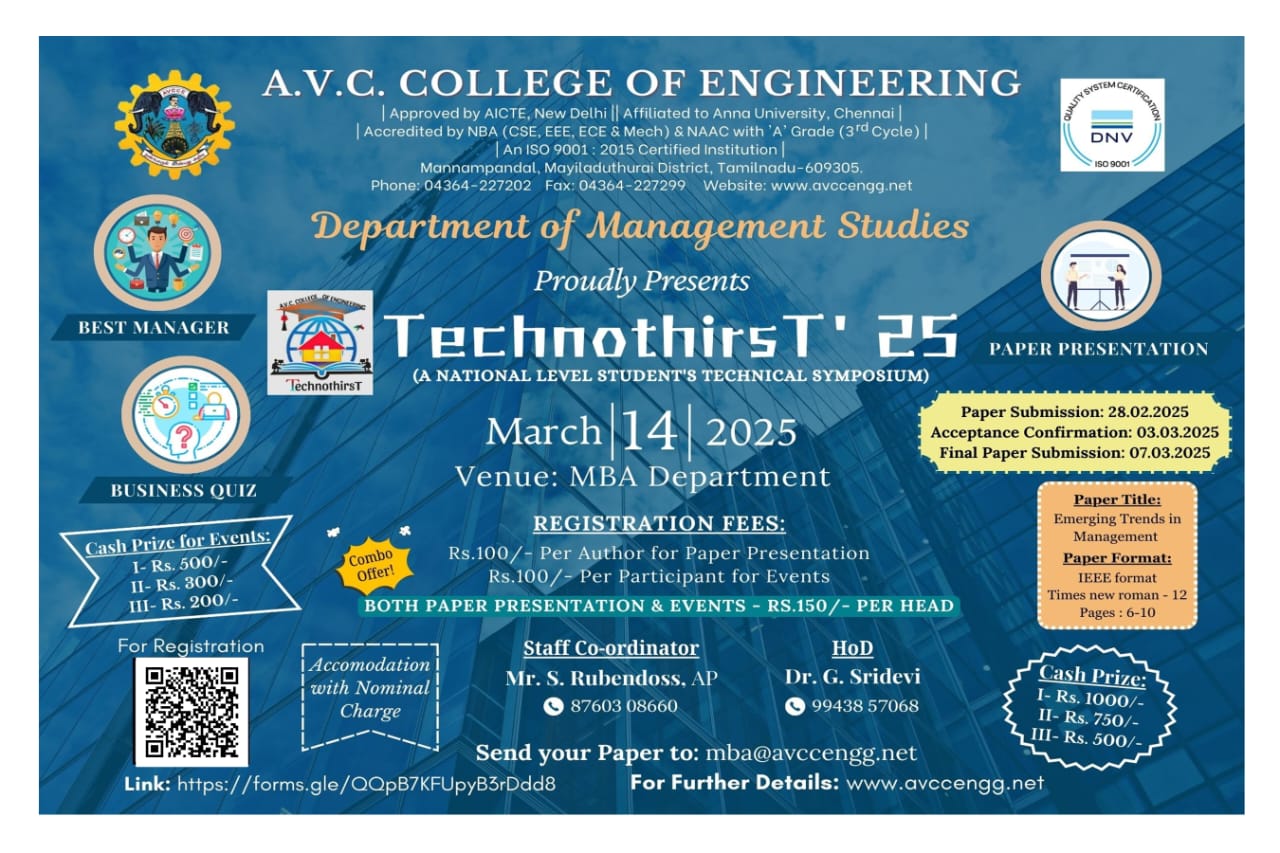 A.V.C. COLLEGE OF ENGINEERING
| Approved by AICTE, New Delhi || Affiliated to Anna University, Chennai |
| Accredited by NBA (CSE, EEE, ECE & Mech) & NAAC with 'A' Grade (3rd Cycle) |
| An ISO 9001 : 2015 Certified Institution |
Mannampandal, Mayiladuthurai District, Tamilnadu-609305.
Phone: 04364-227202 Fax: 04364-227299 Website: www.avccengg.net
AVCCE
QUALITY SYSTEM CERTIFICATION
DNV
ISO 9001
Department of Management Studies
Proudly Presents
A.V.C. COLLEGE OF ENGINEERING
TechnothirsT
TechnothirsT' 25
(A NATIONAL LEVEL STUDENT'S TECHNICAL SYMPOSIUM)
March |14| 2025
Venue: MBA Department
BEST MANAGER
BUSINESS QUIZ
Cash Prize for Events:
I- Rs. 500/-
II- Rs. 300/-
III- Rs. 200/-
PAPER PRESENTATION
Paper Submission: 28.02.2025
Acceptance Confirmation: 03.03.2025
Final Paper Submission: 07.03.2025
Paper Title:
Emerging Trends in
Management
Paper Format:
IEEE format
Times new roman - 12
Pages : 6-10
REGISTRATION FEES:
Rs.100/- Per Author for Paper Presentation
Rs.100/- Per Participant for Events
Combo
Offer!
BOTH PAPER PRESENTATION & EVENTS - RS.150/- PER HEAD
For Registration
Accomodation
with Nominal
Charge
Staff Co-ordinator
Mr. S. Rubendoss, AP
87603 08660
HoD
Dr. G. Sridevi
99438 57068
Cash Prize:
I- Rs. 1000/-
II- Rs. 750/-
III- Rs. 500/-
Send your Paper to: mba@avccengg.net
Link: https://forms.gle/QQpB7KFUpyB3rDdd8
For Further Details: www.avccengg.net